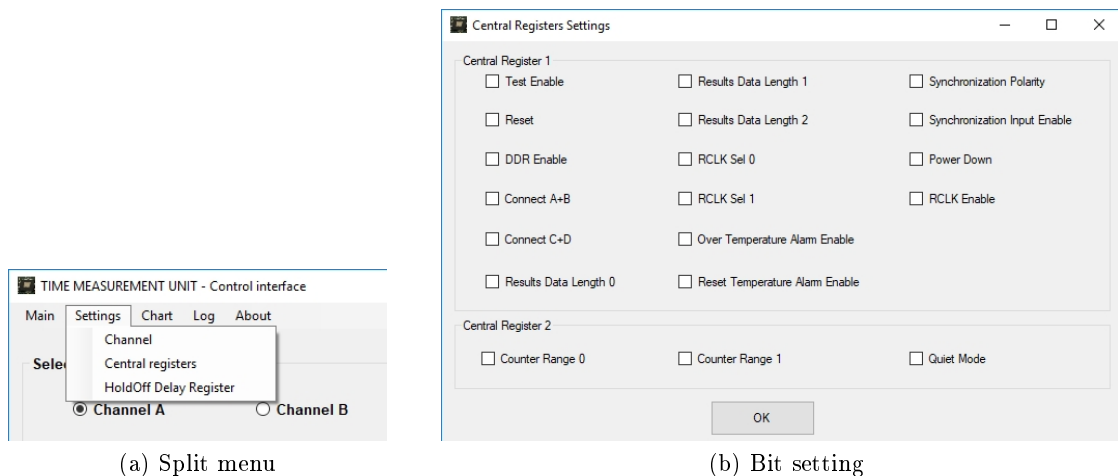 TIME MEASUREMENT UNIT - Control interface
Main Settings Chart Log About
Channel
Central registers
HoldOff Delay Register
Channel A Channel B
(a) Split menu
Central Registers Settings
Central Register 1
Test Enable Results Data Length 1 Synchronization Polarity
Reset Results Data Length 2 Synchronization Input Enable
DDR Enable RCLK Sel 0 Power Down
Connect A+B RCLK Sel 1 RCLK Enable
Connect C+D Over Temperature Alarm Enable
Results Data Length 0 Reset Temperature Alarm Enable
Central Register 2
Counter Range 0 Counter Range 1 Quiet Mode
OK
(b) Bit setting